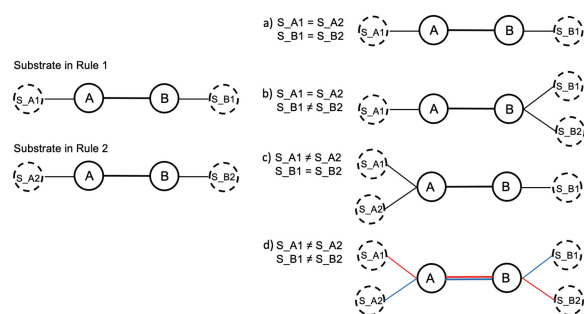 Substrate in Rule 1
S_A1 A B S_B1
Substrate in Rule 2
S_A2 A B S_B2
a) S_A1 = S_A2
S_B1 = S_B2
S_A1 A B S_B1
b) S_A1 = S_A2
S_B1 ≠ S_B2
S_A1 A B S_B1
S_B2
c) S_A1 ≠ S_A2
S_B1 = S_B2
S_A1
A B S_B1
S_A2
d) S_A1 ≠ S_A2
S_B1 ≠ S_B2
S_A1 S_B1
A B
S_A2 S_B2